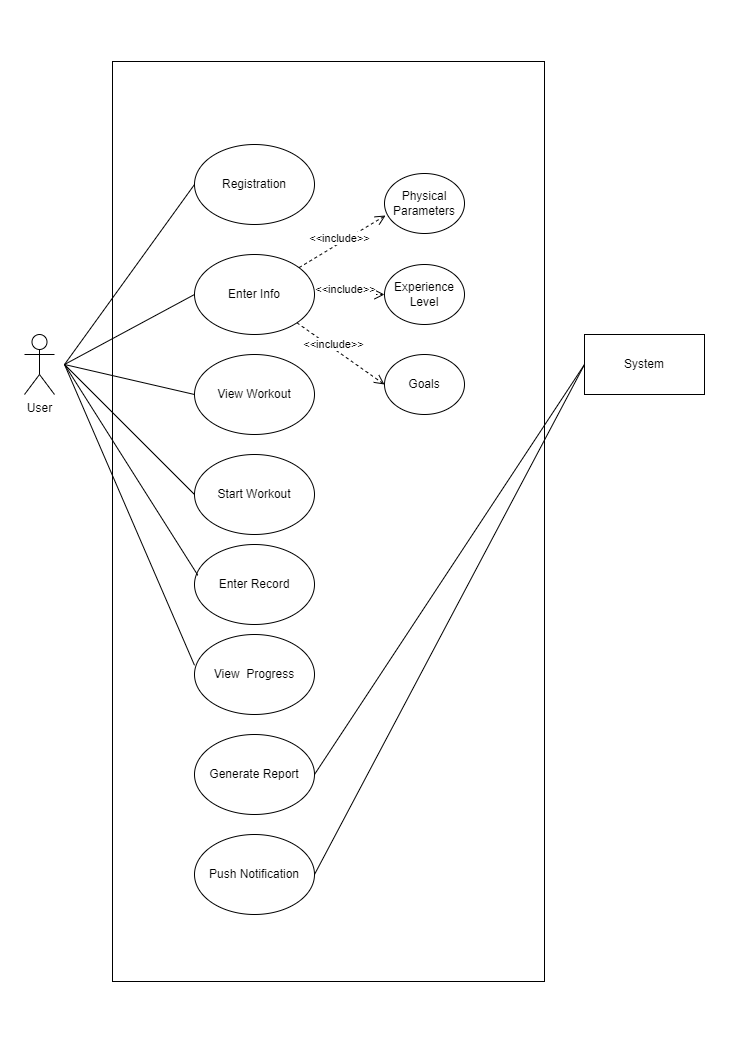 Registration
Physical
Parameters
<<include>>
Enter Info
<<include>>
Experience
Level
<<include>>
User
View Workout
Goals
System
Start Workout
Enter Record
View  Progress
Generate Report
Push Notification